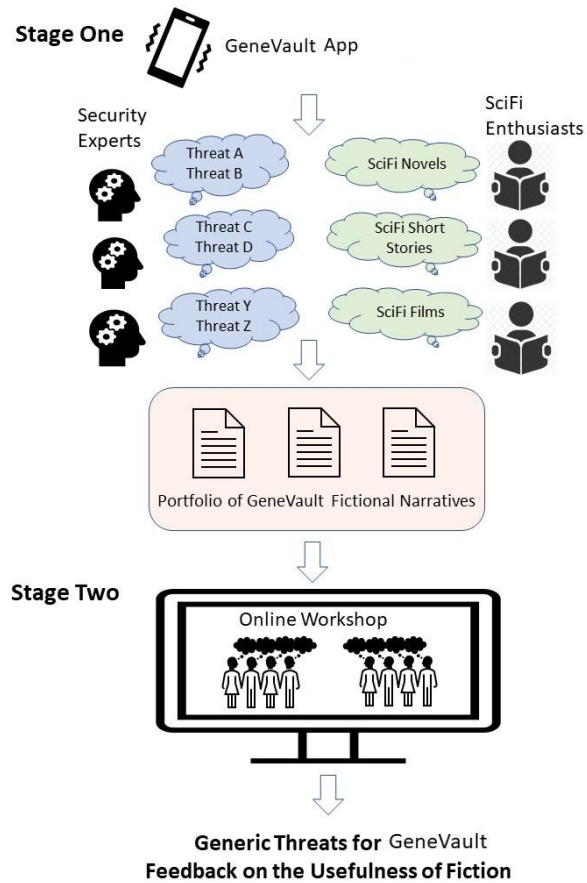 Stage One
GeneVault App
Security
Experts
SciFi
Enthusiasts
Threat A
Threat B
SciFi Novels
Threat C
Threat D
SciFi Short
Stories
Threat Y
Threat Z
SciFi Films
Portfolio of GeneVault Fictional Narratives
Stage Two
Online Workshop
Generic Threats for GeneVault
Feedback on the Usefulness of Fiction